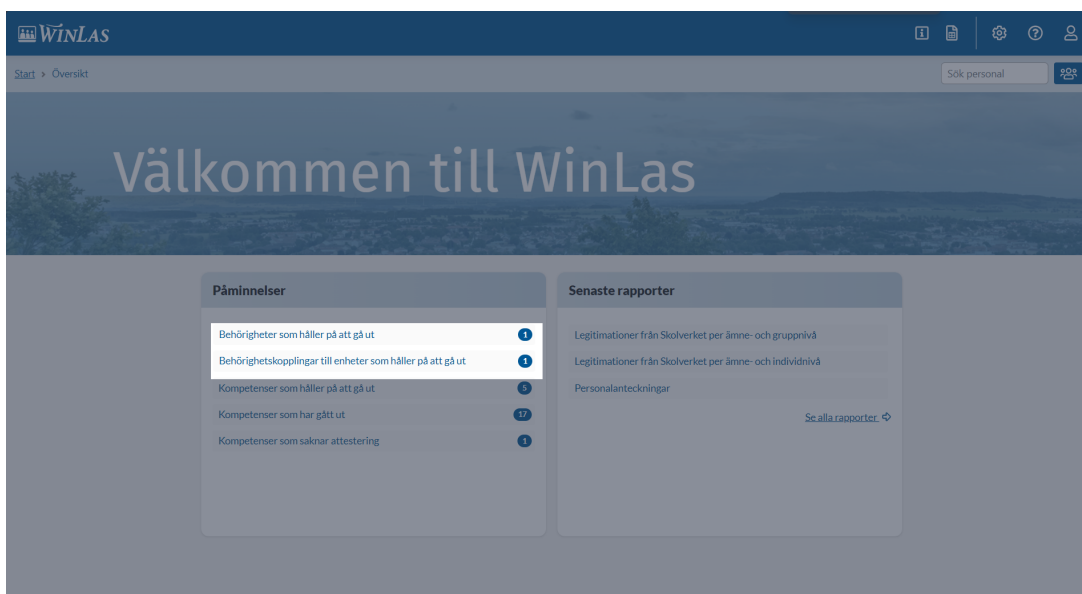 WINLAS
Start > Översikt
Sök personal
Välkommen till WinLas
Påminnelser
Behörigheter som håller på att gå ut 1
Behörighetskopplingar till enheter som håller på att gå ut 1
Kompetenser som håller på att gå ut 5
Kompetenser som har gått ut 17
Kompetenser som saknar attestering 1
Senaste rapporter
Legitimationer från Skolverket per ämne- och gruppnivå
Legitimationer från Skolverket per ämne- och individnivå
Personalanteckningar
Se alla rapporter